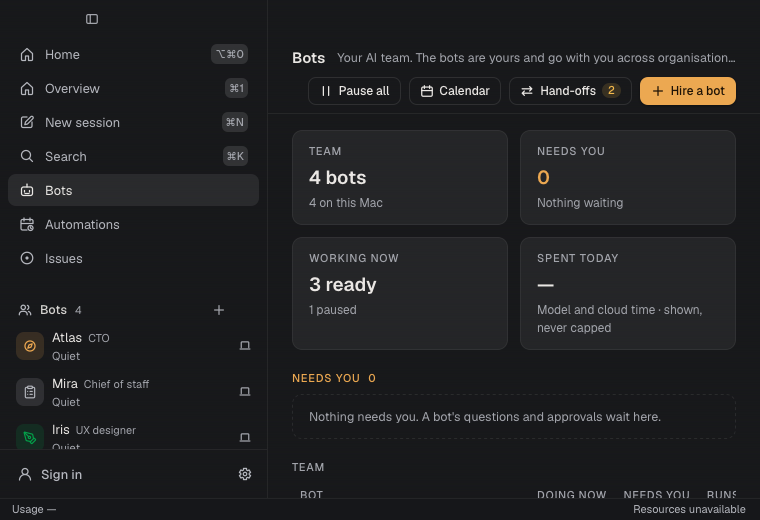 Home ⌥⌘0
Overview ⌘1
New session ⌘N
Search ⌘K
Bots
Automations
Issues
Bots 4
Atlas CTO
Quiet
Mira Chief of staff
Quiet
Iris UX designer
Quiet
Sign in
Bots Your AI team. The bots are yours and go with you across organisation…
Pause all Calendar Hand-offs 2 Hire a bot
TEAM
4 bots
4 on this Mac
NEEDS YOU
0
Nothing waiting
WORKING NOW
3 ready
1 paused
SPENT TODAY
—
Model and cloud time · shown,
never capped
NEEDS YOU 0
Nothing needs you. A bot's questions and approvals wait here.
TEAM
BOT DOING NOW NEEDS YOU RUNS
Usage — Resources unavailable